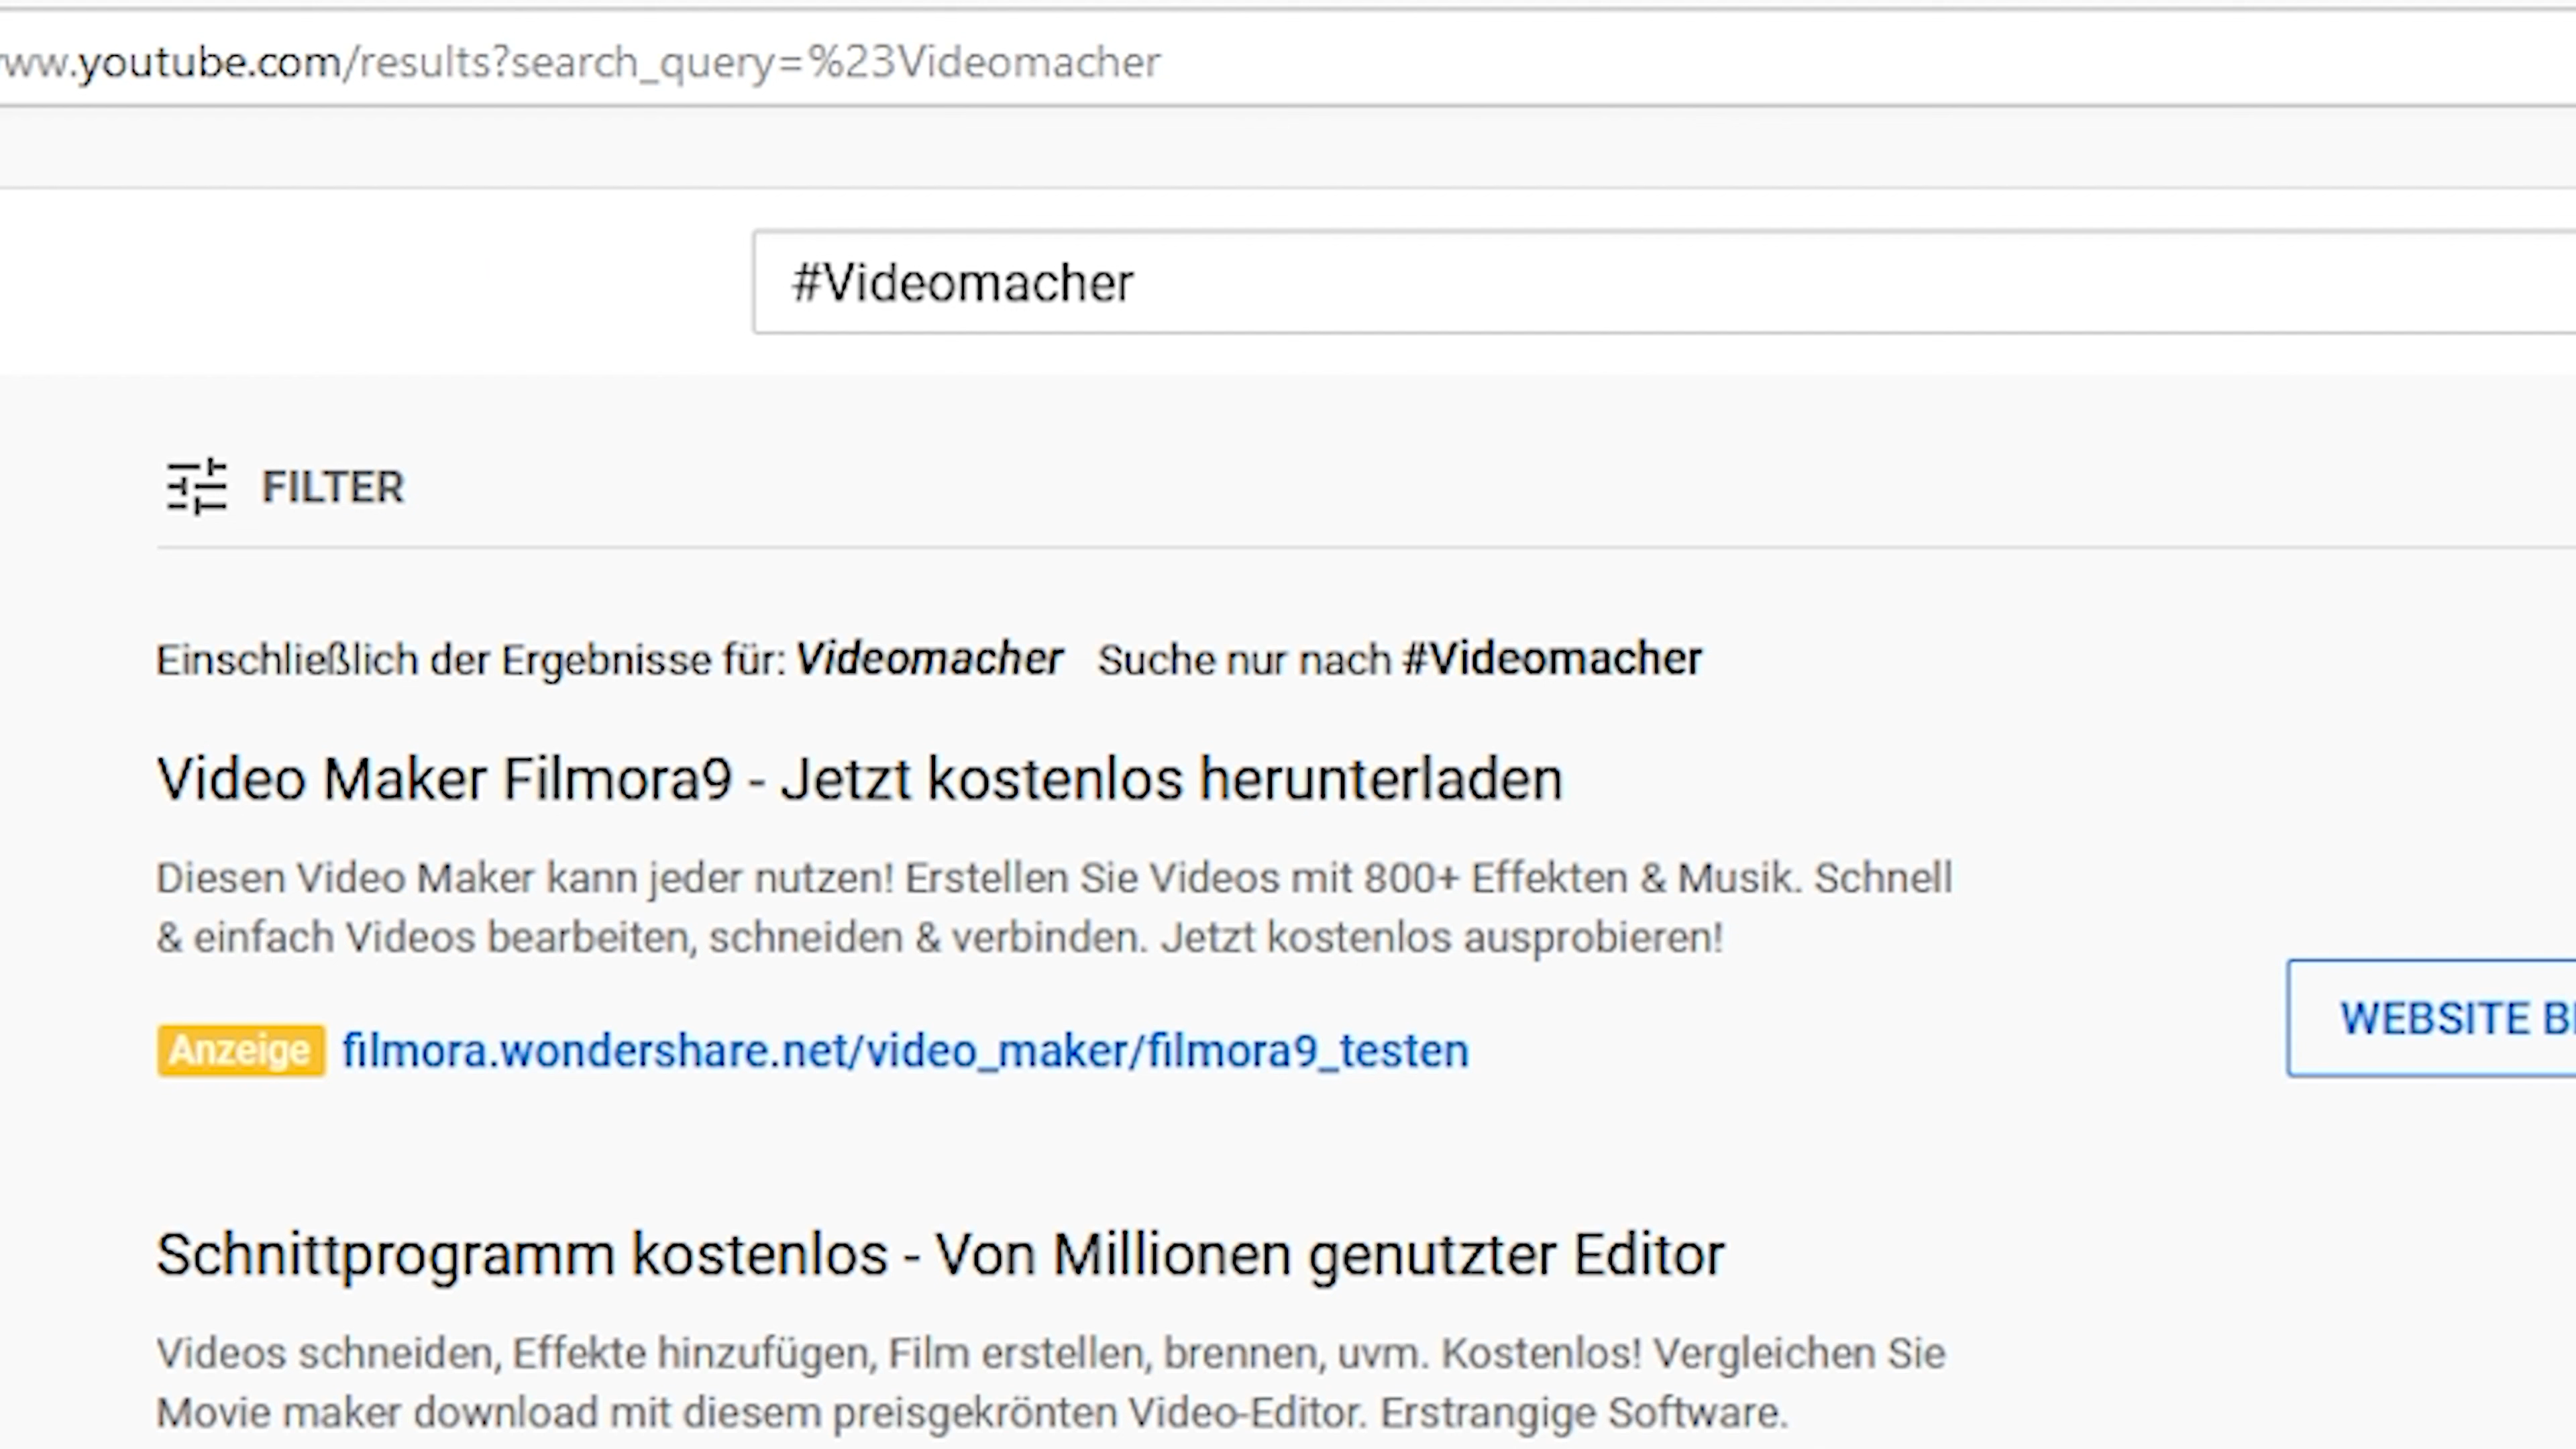 ww.youtube.com/results?search_query=%23Videomacher
#Videomacher
FILTER
Einschließlich der Ergebnisse für: Videomacher Suche nur nach #Videomacher
Video Maker Filmora9 - Jetzt kostenlos herunterladen
Diesen Video Maker kann jeder nutzen! Erstellen Sie Videos mit 800+ Effekten & Musik. Schnell
& einfach Videos bearbeiten, schneiden & verbinden. Jetzt kostenlos ausprobieren!
WEBSITE
Anzeige filmora.wondershare.net/video_maker/filmora9_testen
Schnittprogramm kostenlos - Von Millionen genutzter Editor
Videos schneiden, Effekte hinzufügen, Film erstellen, brennen, uvm. Kostenlos! Vergleichen Sie
Movie maker download mit diesem preisgekrönten Video-Editor. Erstrangige Software.